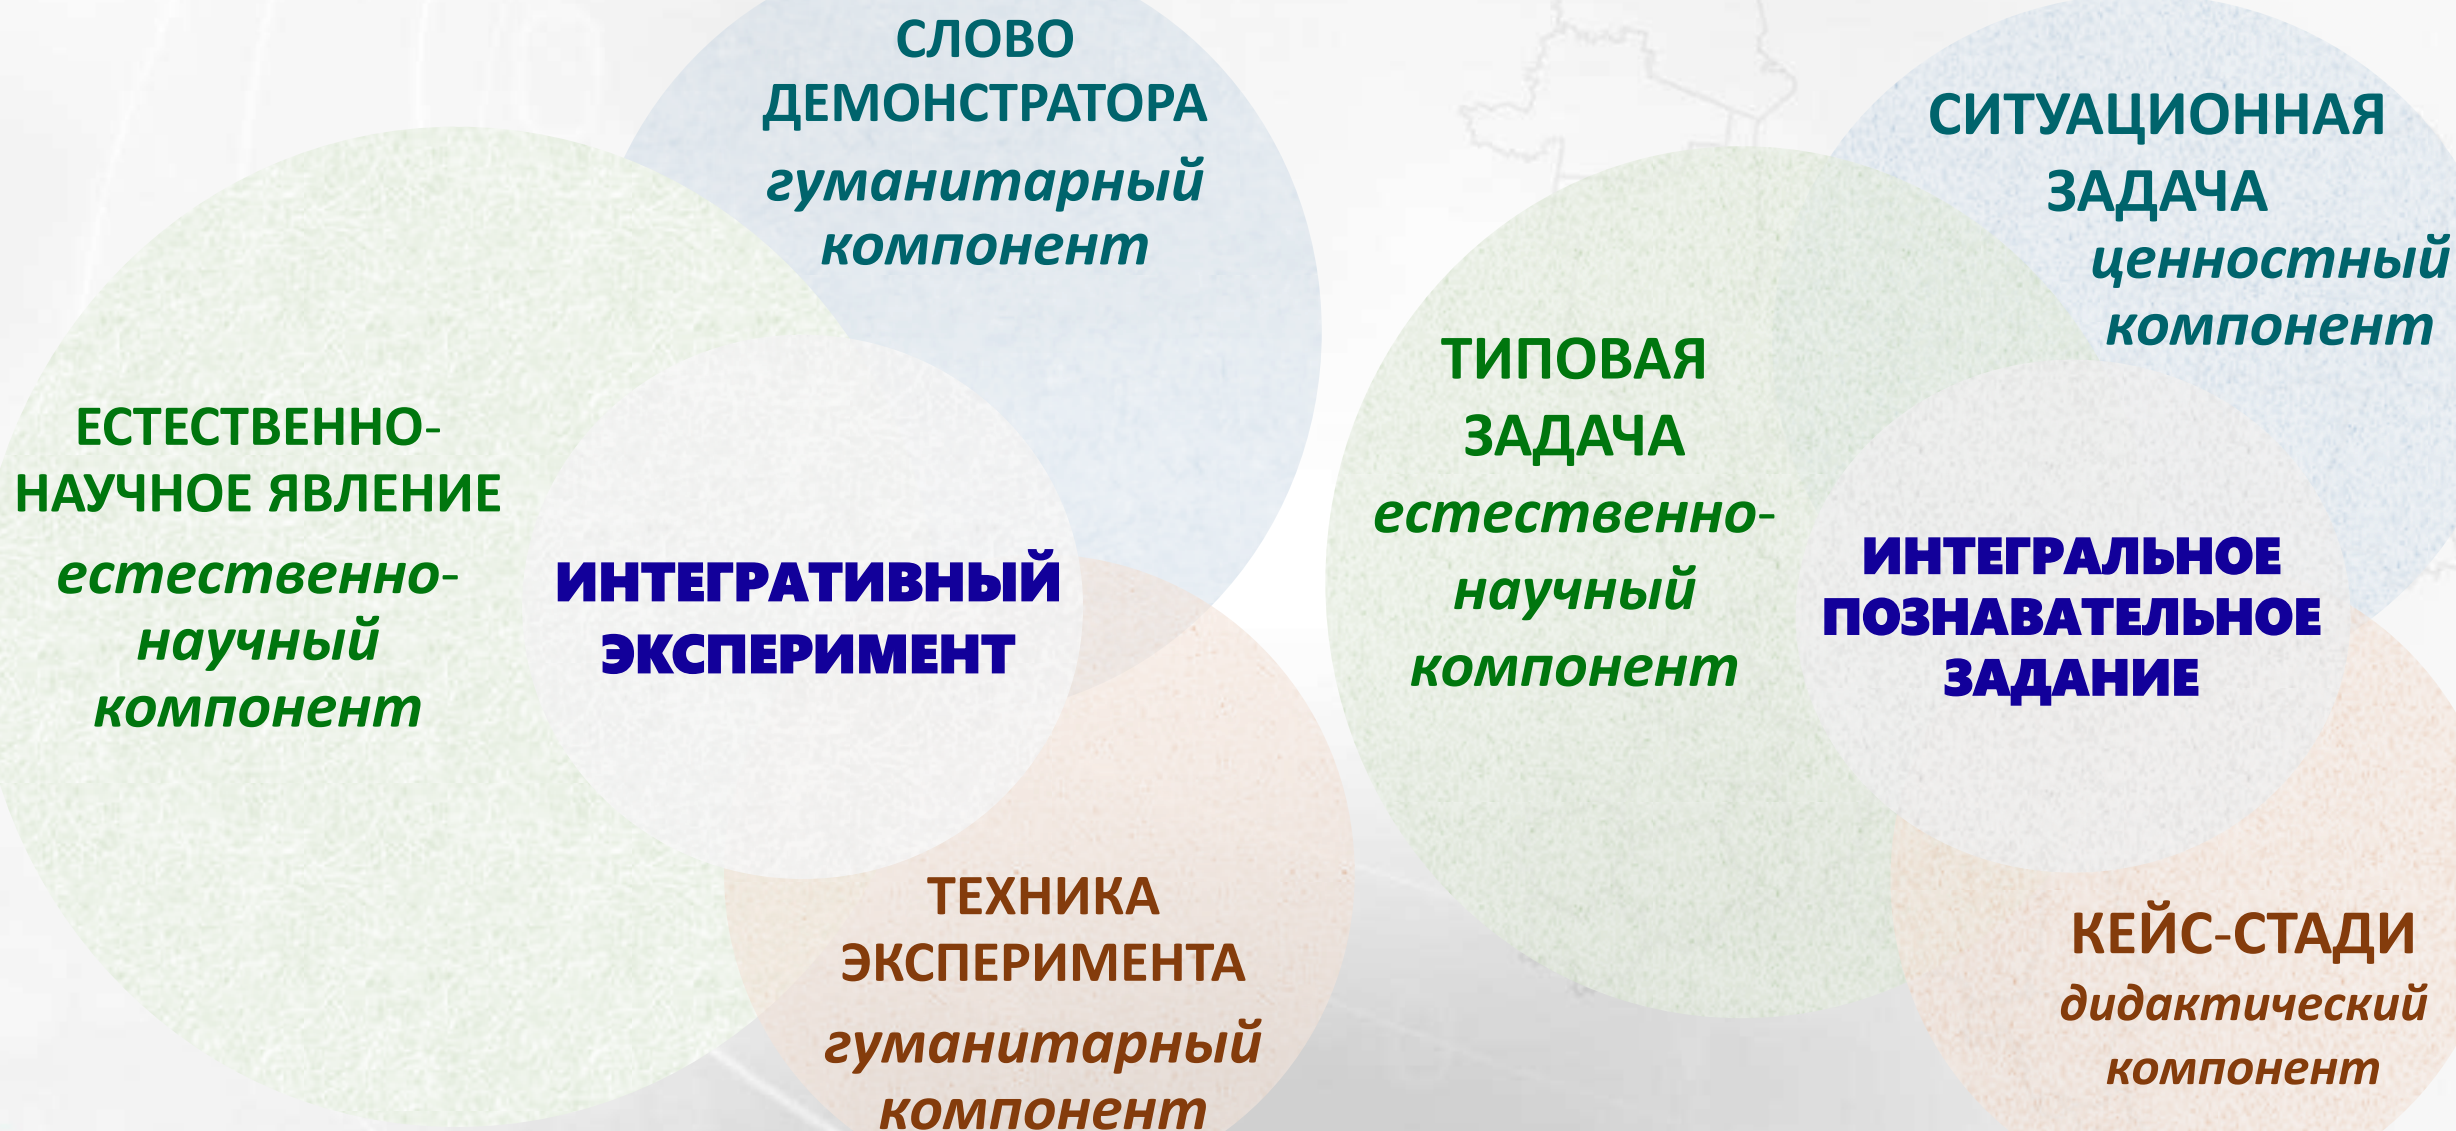 СЛОВО
ДЕМОНСТРАТОРА
гуманитарный
компонент
ЕСТЕСТВЕННО-
НАУЧНОЕ ЯВЛЕНИЕ
естественно-
научный
компонент
ИНТЕГРАТИВНЫЙ
ЭКСПЕРИМЕНТ
ТЕХНИКА
ЭКСПЕРИМЕНТА
гуманитарный
компонент
СИТУАЦИОННАЯ
ЗАДАЧА
ценностный
компонент
ТИПОВАЯ
ЗАДАЧА
естественно-
научный
компонент
ИНТЕГРАЛЬНОЕ
ПОЗНАВАТЕЛЬНОЕ
ЗАДАНИЕ
КЕЙС-СТАДИ
дидактический
компонент